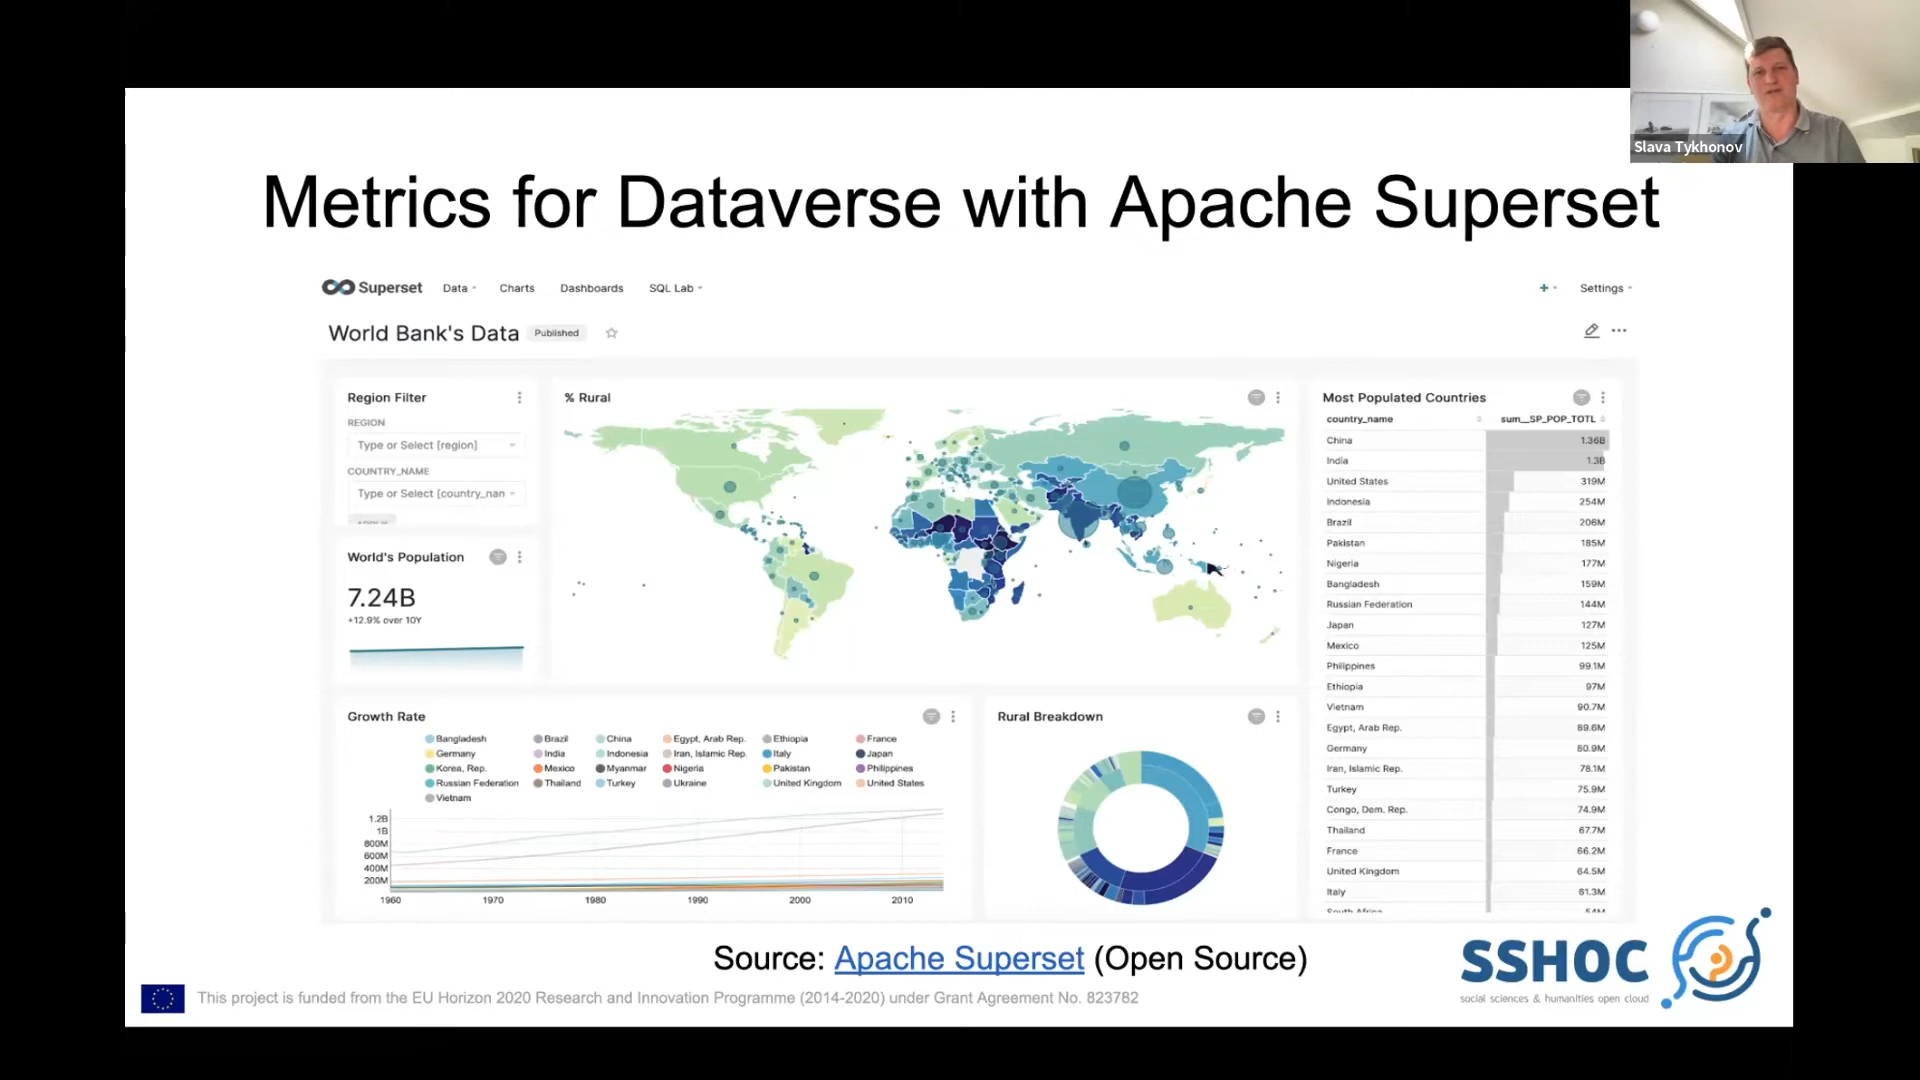 Slava Tykhonov
Metrics for Dataverse with Apache Superset
Superset Data Charts Dashboards SQL Lab + Settings
World Bank's Data Published
Region Filter
REGION
Type or Select [region]
COUNTRY_NAME
Type or Select [country_nan
APPLY
World's Population
7.24B
+12.9% over 10Y
% Rural
Most Populated Countries
country_name sum__SP_POP_TOTL
China 1.36B
India 1.3B
United States 319M
Indonesia 254M
Brazil 206M
Pakistan 185M
Nigeria 177M
Bangladesh 159M
Russian Federation 144M
Japan 127M
Mexico 125M
Philippines 99.1M
Ethiopia 97M
Vietnam 90.7M
Egypt, Arab Rep. 89.6M
Germany 80.9M
Iran, Islamic Rep. 78.1M
Turkey 75.9M
Congo, Dem. Rep. 74.9M
Thailand 67.7M
France 66.2M
United Kingdom 64.5M
Italy 61.3M
South Africa 54M
Growth Rate
Bangladesh Brazil China Egypt, Arab Rep. Ethiopia France
Germany India Indonesia Iran, Islamic Rep. Italy Japan
Korea, Rep. Mexico Myanmar Nigeria Pakistan Philippines
Russian Federation Thailand Turkey Ukraine United Kingdom United States
Vietnam
1.2B
1B
800M
600M
400M
200M
1960 1970 1980 1990 2000 2010
Rural Breakdown
Source: Apache Superset (Open Source)
This project is funded from the EU Horizon 2020 Research and Innovation Programme (2014-2020) under Grant Agreement No. 823782
SSHOC
social sciences & humanities open cloud